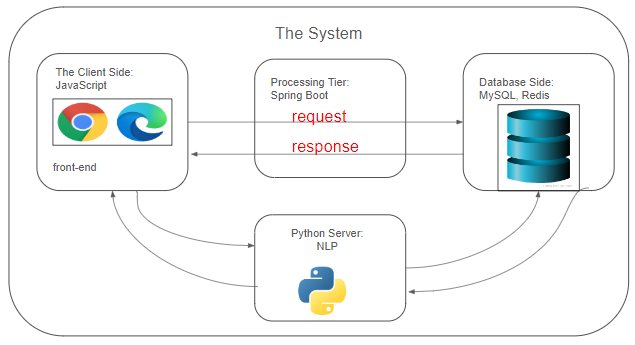 The System
The Client Side:
JavaScript
front-end
Processing Tier:
Spring Boot
request
response
Database Side:
MySQL, Redis
Python Server:
NLP